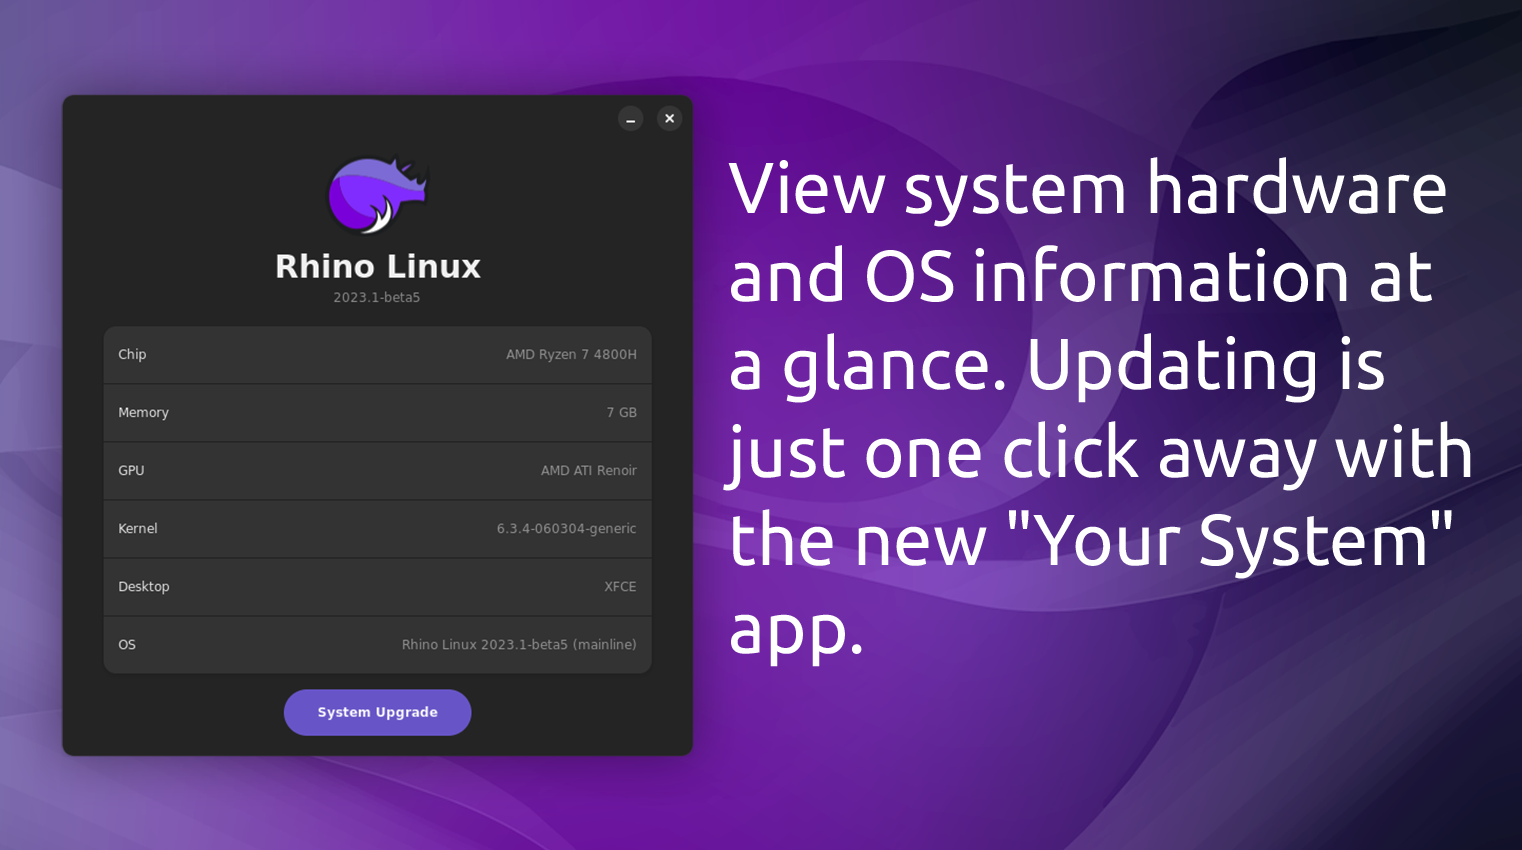 Rhino Linux
2023.1-beta5
Chip AMD Ryzen 7 4800H
Memory 7 GB
GPU AMD ATI Renoir
Kernel 6.3.4-060304-generic
Desktop XFCE
OS Rhino Linux 2023.1-beta5 (mainline)
System Upgrade
View system hardware
and OS information at
a glance. Updating is
just one click away with
the new "Your System"
app.